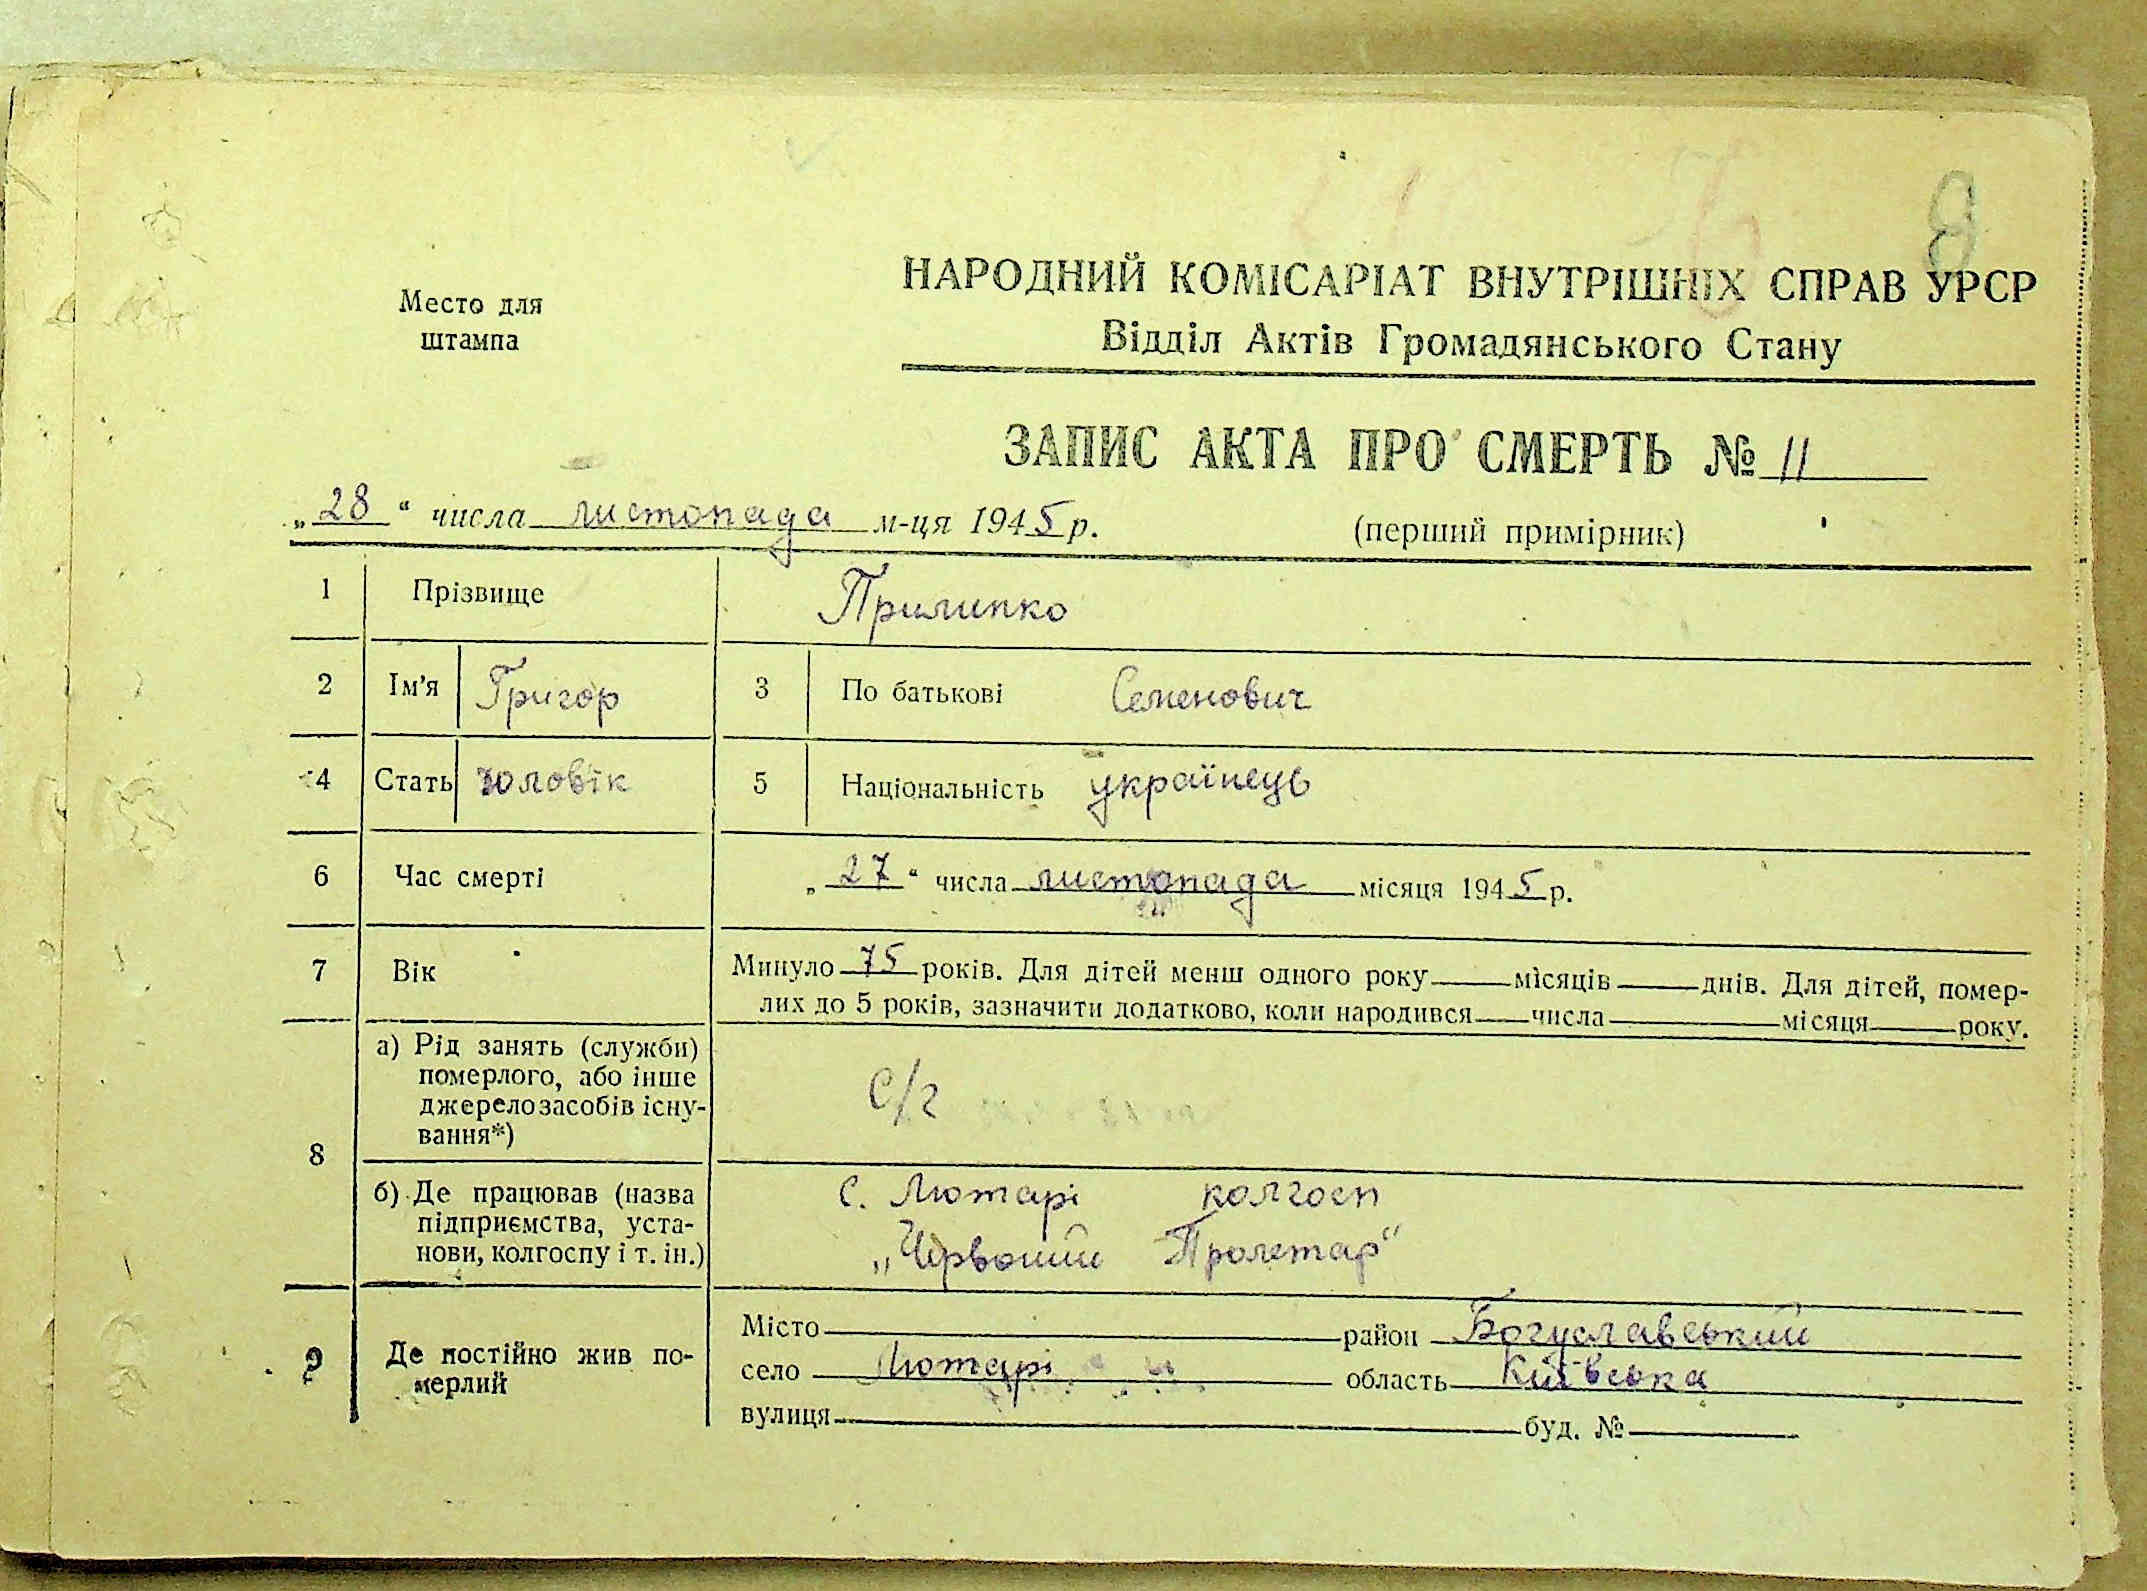 8
Место для
штампа
НАРОДНИЙ КОМІСАРІАТ ВНУТРІШНІХ СПРАВ УРСР
Відділ Актів Громадянського Стану
ЗАПИС АКТА ПРО СМЕРТЬ № 11
„28“ числа листопада м-ця 1945 р. (перший примірник)
1 Прізвище Прилипко
2 Ім'я Григор 3 По батькові Семенович
4 Стать чоловік 5 Національність українець
6 Час смерті „27“ числа листопада місяця 1945 р.
7 Вік Минуло 75 років. Для дітей менш одного року місяців днів. Для дітей, помер-
лих до 5 років, зазначити додатково, коли народився числа місяця року.
8 а) Рід занять (служби)
померлого, або інше
джерело засобів існу-
вання*) С/г
б) Де працював (назва
підприємства, уста-
нови, колгоспу і т. ін.) с. Лютарі колгосп
„Червоний Пролетар“
9 Де постійно жив по-
мерлий
Місто район Богуславський
село Лютарі область Київська
вулиця буд. №